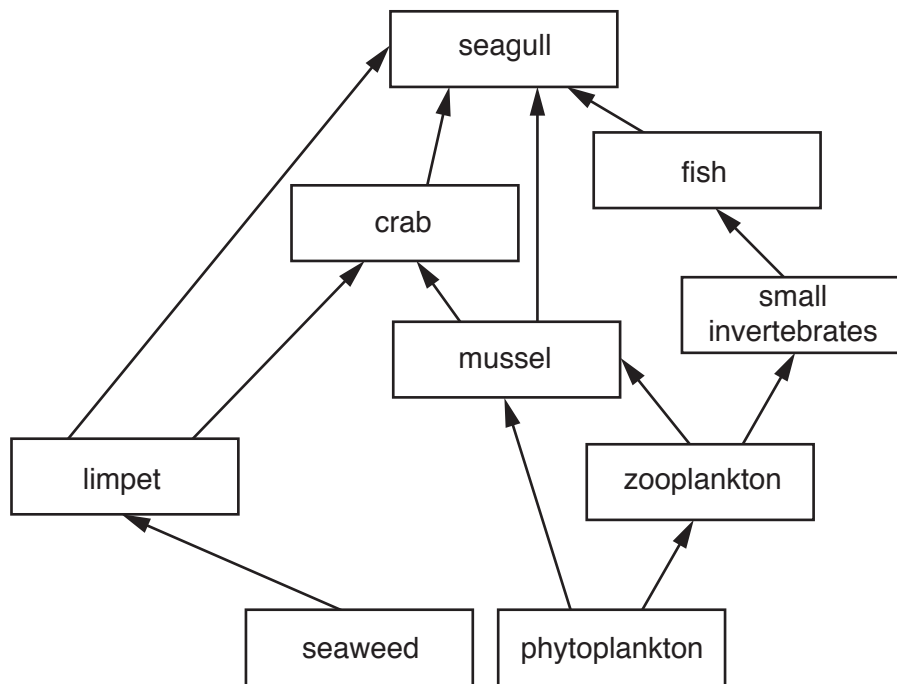 seagull
fish
crab
small
invertebrates
mussel
limpet
zooplankton
seaweed
phytoplankton